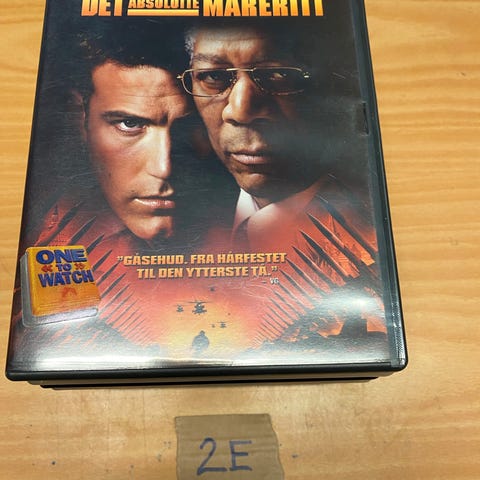 DET ABSOLUTTE MARERITT
"GÅSEHUD. FRA HÅRFESTET
TIL DEN YTTERSTE TÅ."
VG
ONE
« TO »
WATCH
2E